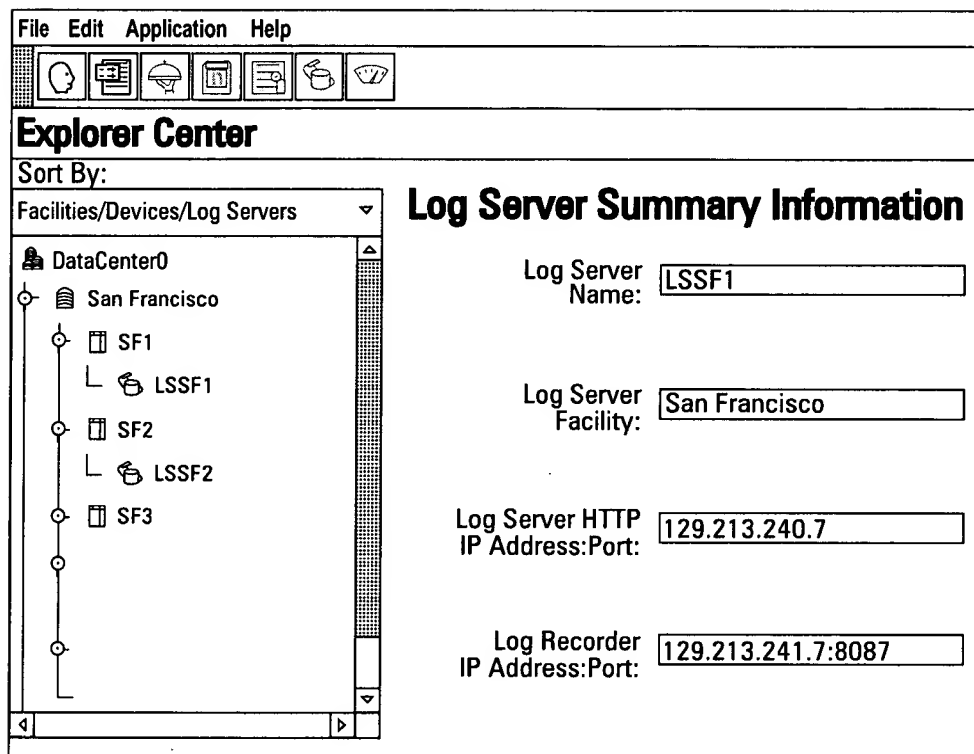 File Edit Application Help
Explorer Center
Sort By:
Facilities/Devices/Log Servers
DataCenter0
San Francisco
SF1
LSSF1
SF2
LSSF2
SF3
Log Server Summary Information
Log Server
Name:
LSSF1
Log Server
Facility:
San Francisco
Log Server HTTP
IP Address:Port:
129.213.240.7
Log Recorder
IP Address:Port:
129.213.241.7:8087